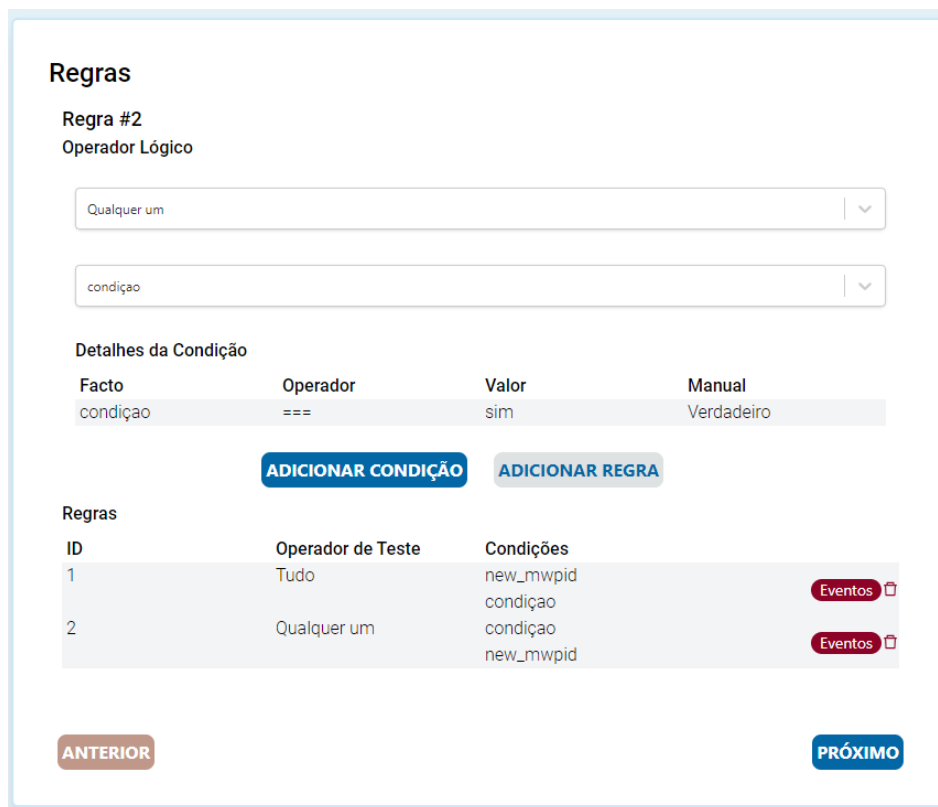 Regras
Regra #2
Operador Lógico
Qualquer um
condiçao
Detalhes da Condição
Facto Operador Valor Manual
condiçao === sim Verdadeiro
ADICIONAR CONDIÇÃO ADICIONAR REGRA
Regras
ID Operador de Teste Condições
1 Tudo new_mwpid
condiçao
Eventos
2 Qualquer um condiçao
new_mwpid
Eventos
ANTERIOR PRÓXIMO